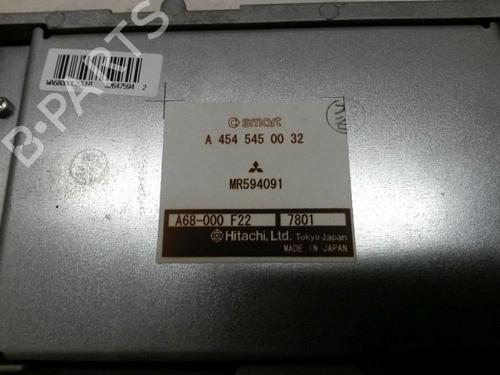 B-PARTS
smart
A 454 545 00 32
MR594091
A68-000 F22 7801
Hitachi, Ltd. Tokyo Japan
MADE IN JAPAN